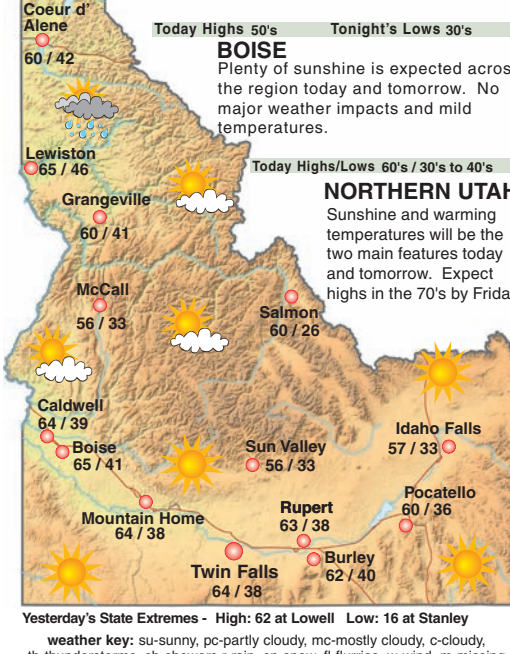 Coeur d'
Alene
60 / 42
Today Highs 50's Tonight's Lows 30's
BOISE
Plenty of sunshine is expected acros
the region today and tomorrow. No
major weather impacts and mild
temperatures.
Lewiston
65 / 46
Today Highs/Lows 60's / 30's to 40's
NORTHERN UTAH
Sunshine and warming
temperatures will be the
two main features today
and tomorrow. Expect
highs in the 70's by Frida
Grangeville
60 / 41
McCall
56 / 33
Salmon
60 / 26
Caldwell
64 / 39
Boise
65 / 41
Sun Valley
56 / 33
Idaho Falls
57 / 33
Mountain Home
64 / 38
Rupert
63 / 38
Pocatello
60 / 36
Twin Falls
64 / 38
Burley
62 / 40
Yesterday's State Extremes - High: 62 at Lowell Low: 16 at Stanley
weather key: su-sunny, pc-partly cloudy, mc-mostly cloudy, c-cloudy,